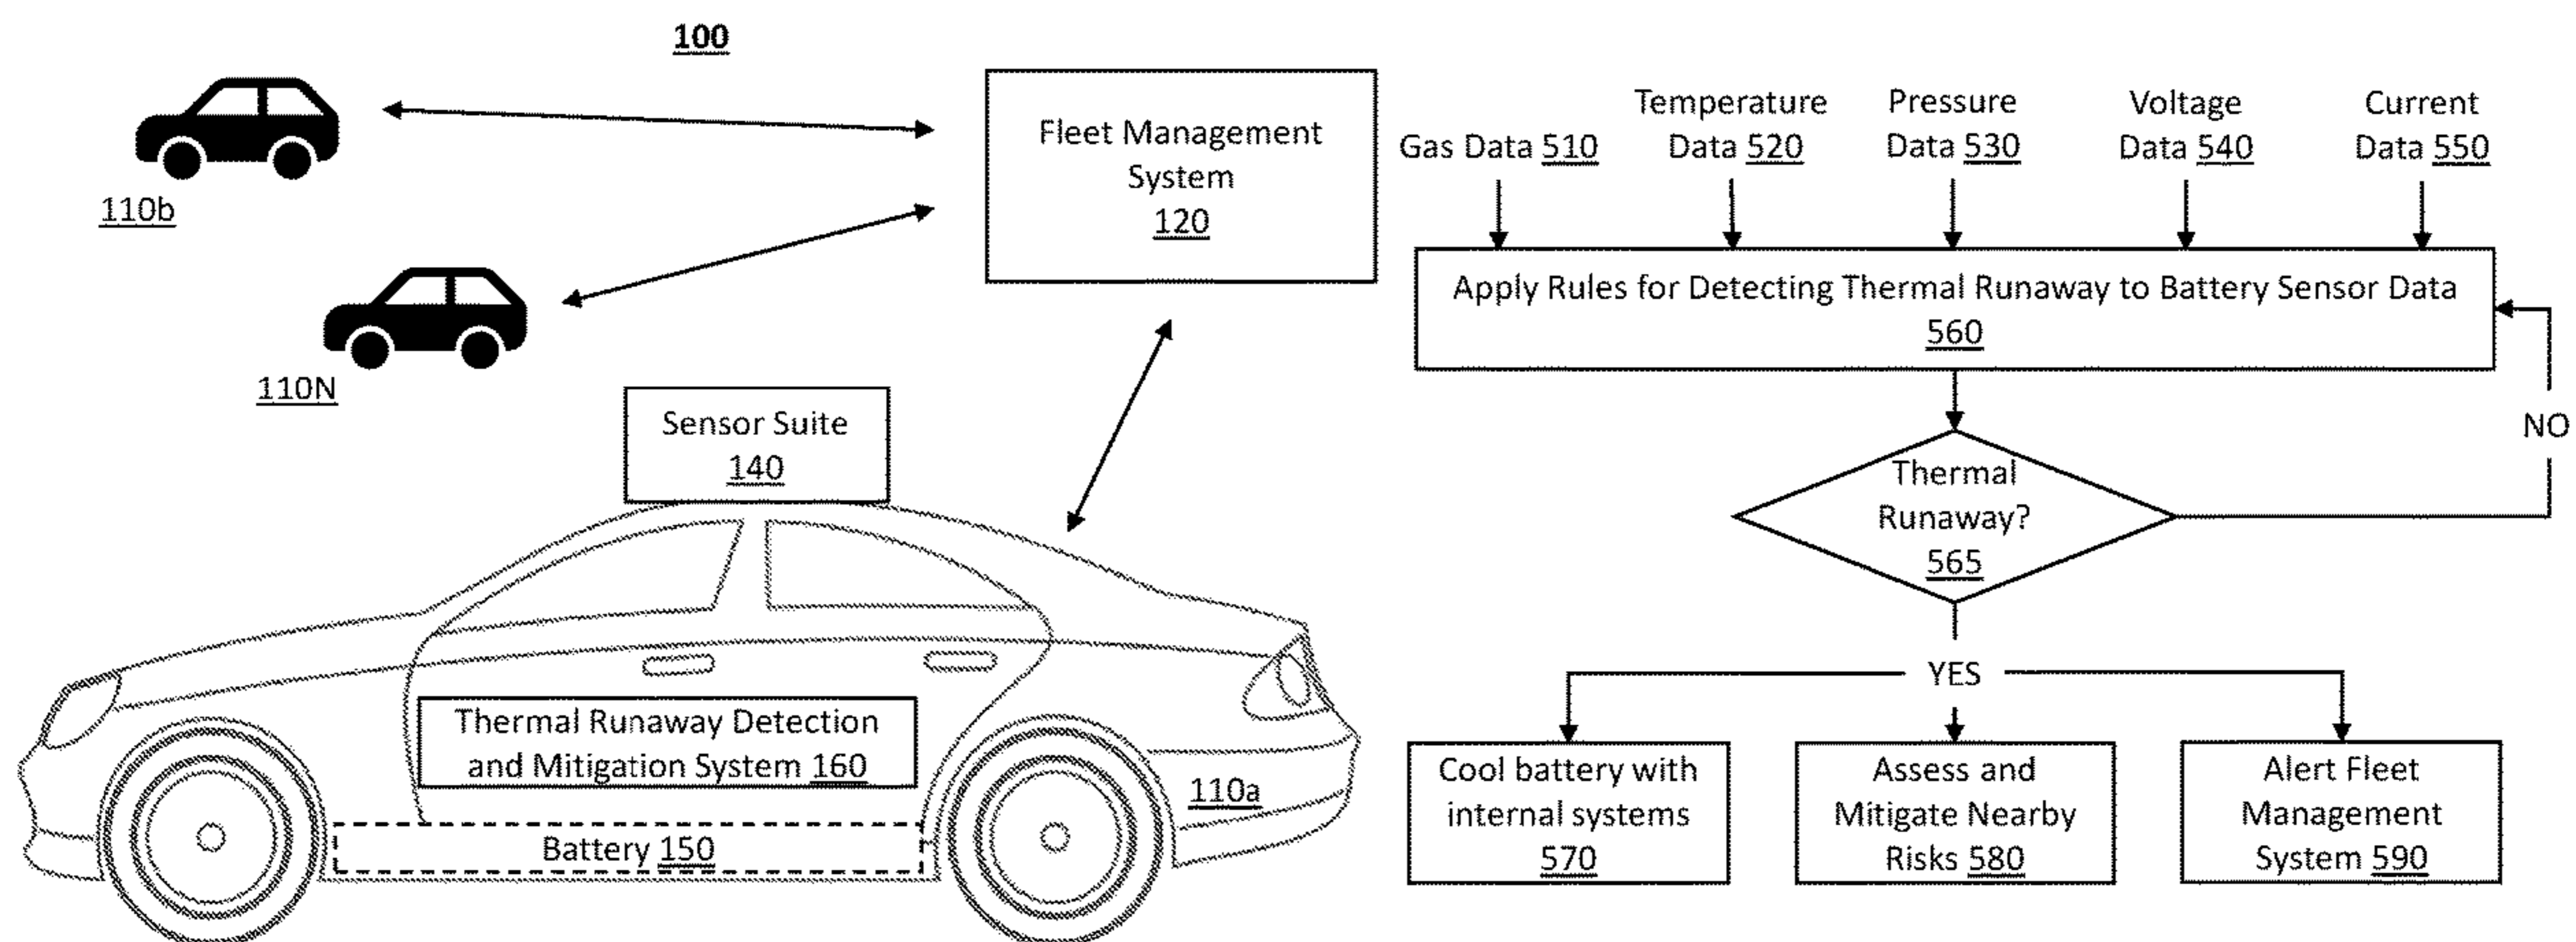 100
110b
110N
Fleet Management
System
120
Sensor Suite
140
Thermal Runaway Detection
and Mitigation System 160
110a
Battery 150
Gas Data 510
Temperature
Data 520
Pressure
Data 530
Voltage
Data 540
Current
Data 550
Apply Rules for Detecting Thermal Runaway to Battery Sensor Data
560
Thermal
Runaway?
565
NO
YES
Cool battery with
internal systems
570
Assess and
Mitigate Nearby
Risks 580
Alert Fleet
Management
System 590